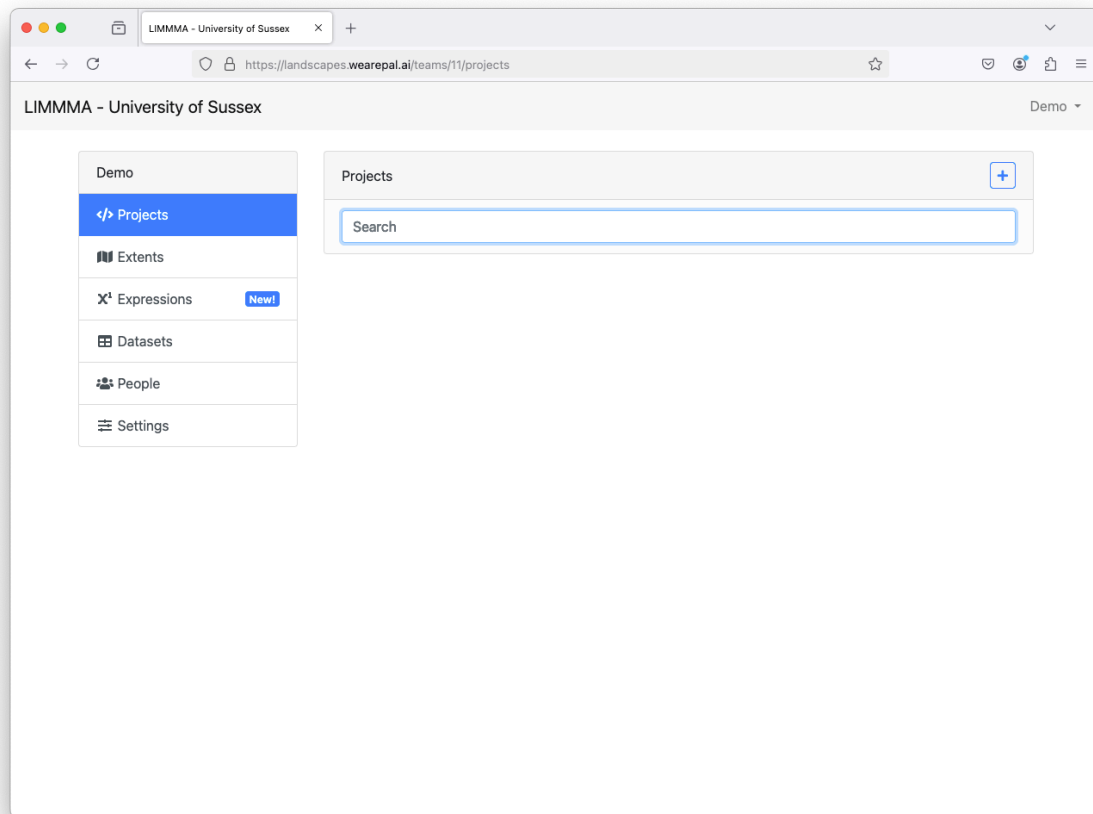 LIMMMA - University of Sussex
https://landscapes.wearepal.ai/teams/11/projects
LIMMMA - University of Sussex
Demo
Demo
Projects
Extents
X¹ Expressions
New!
Datasets
People
Settings
Projects
Search